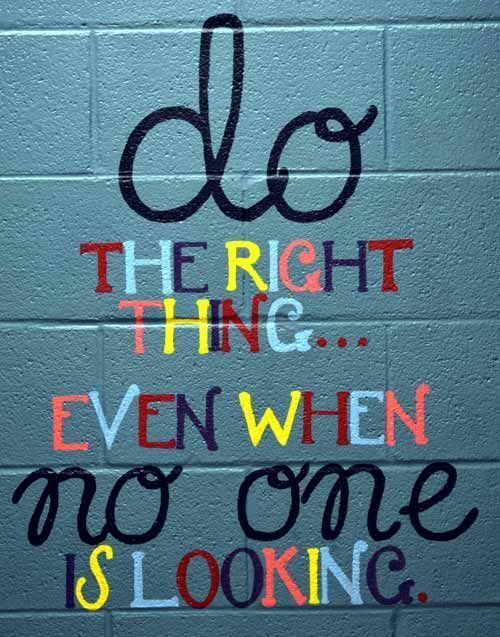 do
THE RIGHT
THING...
EVEN WHEN
no one
IS LOOKING.